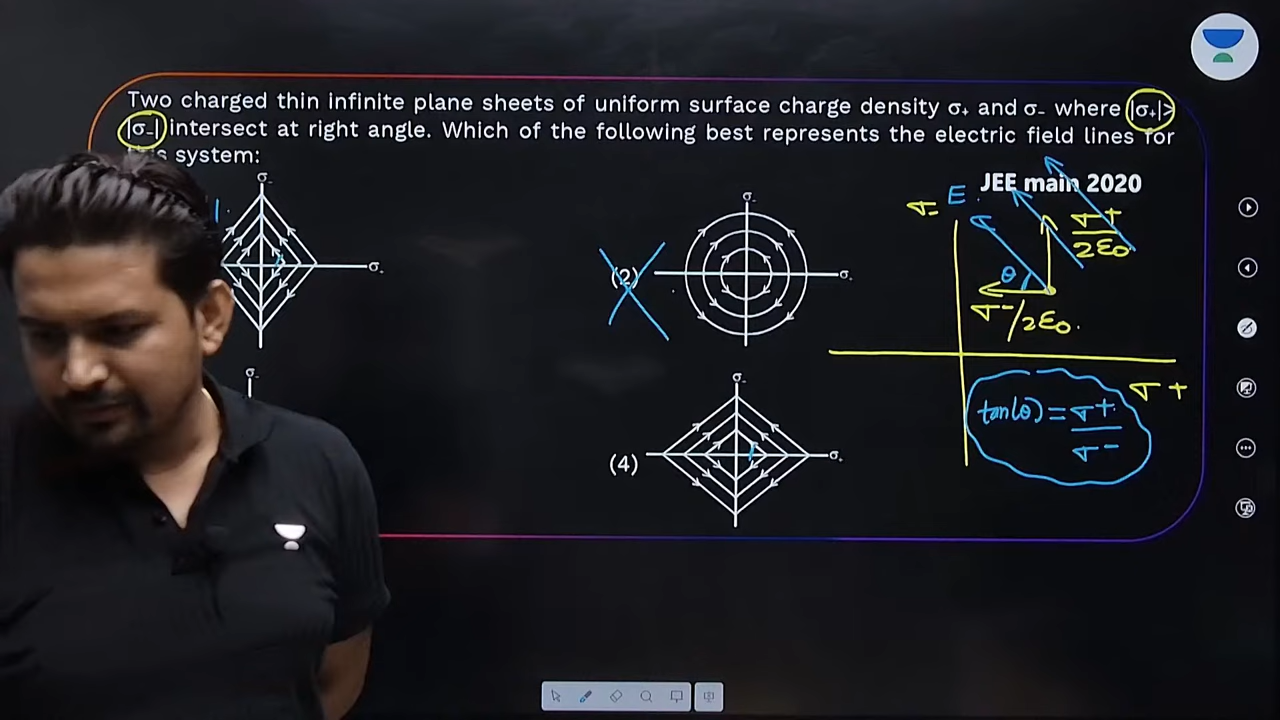 Two charged thin infinite plane sheets of uniform surface charge density σ₊ and σ₋ where |σ₊|>
|σ₋| intersect at right angle. Which of the following best represents the electric field lines for
this system:
JEE main 2020
σ₋
σ₊
(2)
σ₋
σ₊
σ₋
(4)
σ₋
σ₊
σ-
E
σ+
2ε₀
θ
σ-/2ε₀
σ+
tan(θ) = σ+
σ-